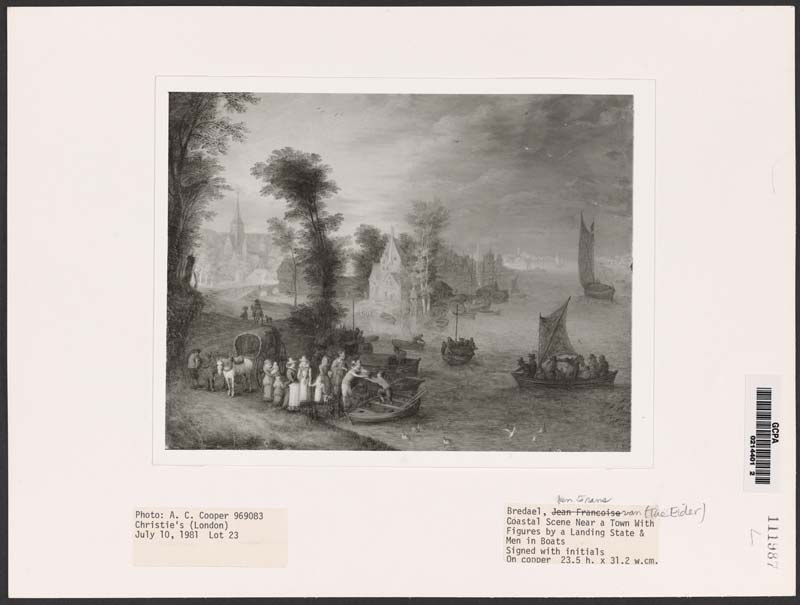 Photo: A. C. Cooper 969083
Christie's (London)
July 10, 1981 Lot 23
Jan Frans
Bredael, Jean Francoise van (The Elder)
Coastal Scene Near a Town With
Figures by a Landing State &
Men in Boats
Signed with initials
On copper 23.5 h. x 31.2 w.cm.
GCPA
0214401 2
111987
L